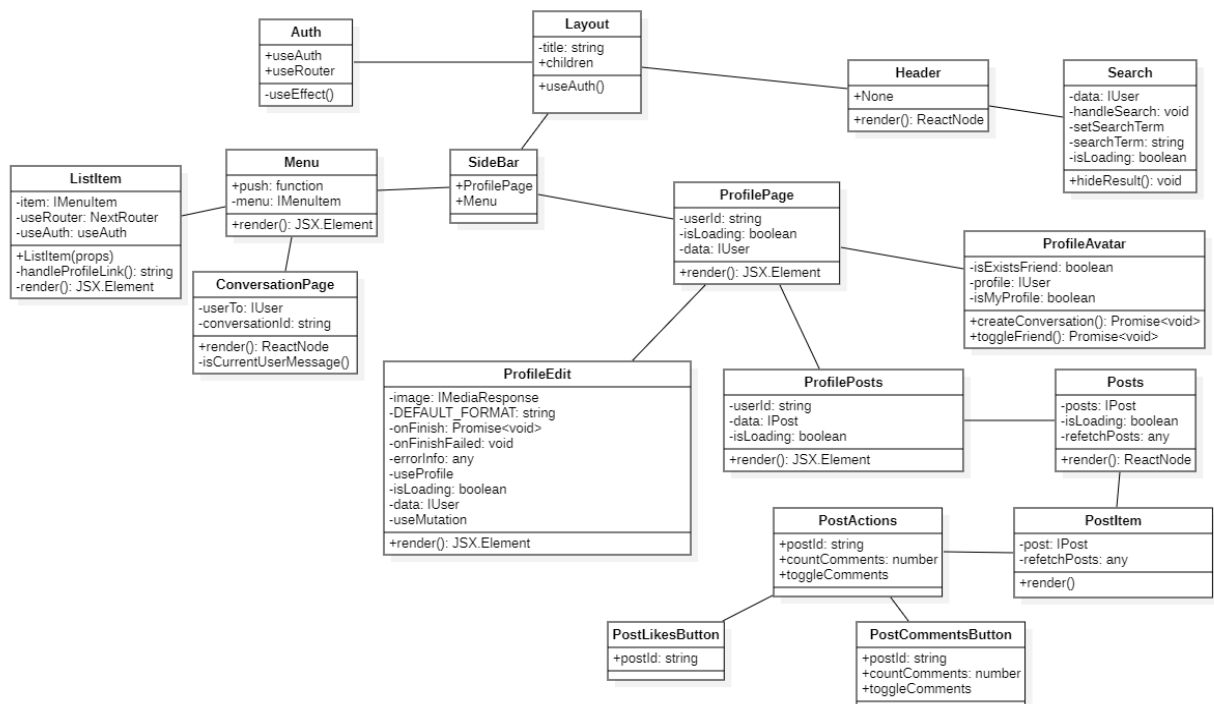 Auth
+useAuth
+useRouter
-useEffect()
Layout
-title: string
+children
+useAuth()
Header
+None
+render(): ReactNode
Search
-data: IUser
-handleSearch: void
-setSearchTerm
-searchTerm: string
-isLoading: boolean
+hideResult(): void
ListItem
-item: IMenuItem
-useRouter: NextRouter
-useAuth: useAuth
+ListItem(props)
-handleProfileLink(): string
-render(): JSX.Element
Menu
+push: function
-menu: IMenuItem
+render(): JSX.Element
SideBar
+ProfilePage
+Menu
ProfilePage
-userId: string
-isLoading: boolean
-data: IUser
+render(): JSX.Element
ProfileAvatar
-isExistsFriend: boolean
-profile: IUser
-isMyProfile: boolean
+createConversation(): Promise<void>
+toggleFriend(): Promise<void>
ConversationPage
-userTo: IUser
-conversationId: string
+render(): ReactNode
-isCurrentUserMessage()
ProfileEdit
-image: IMediaResponse
-DEFAULT_FORMAT: string
-onFinish: Promise<void>
-onFinishFailed: void
-errorInfo: any
-useProfile
-isLoading: boolean
-data: IUser
-useMutation
+render(): JSX.Element
ProfilePosts
-userId: string
-data: IPost
-isLoading: boolean
+render(): JSX.Element
Posts
-posts: IPost
-isLoading: boolean
-refetchPosts: any
+render(): ReactNode
PostActions
+postId: string
+countComments: number
+toggleComments
PostItem
-post: IPost
-refetchPosts: any
+render()
PostLikesButton
+postId: string
PostCommentsButton
+postId: string
+countComments: number
+toggleComments